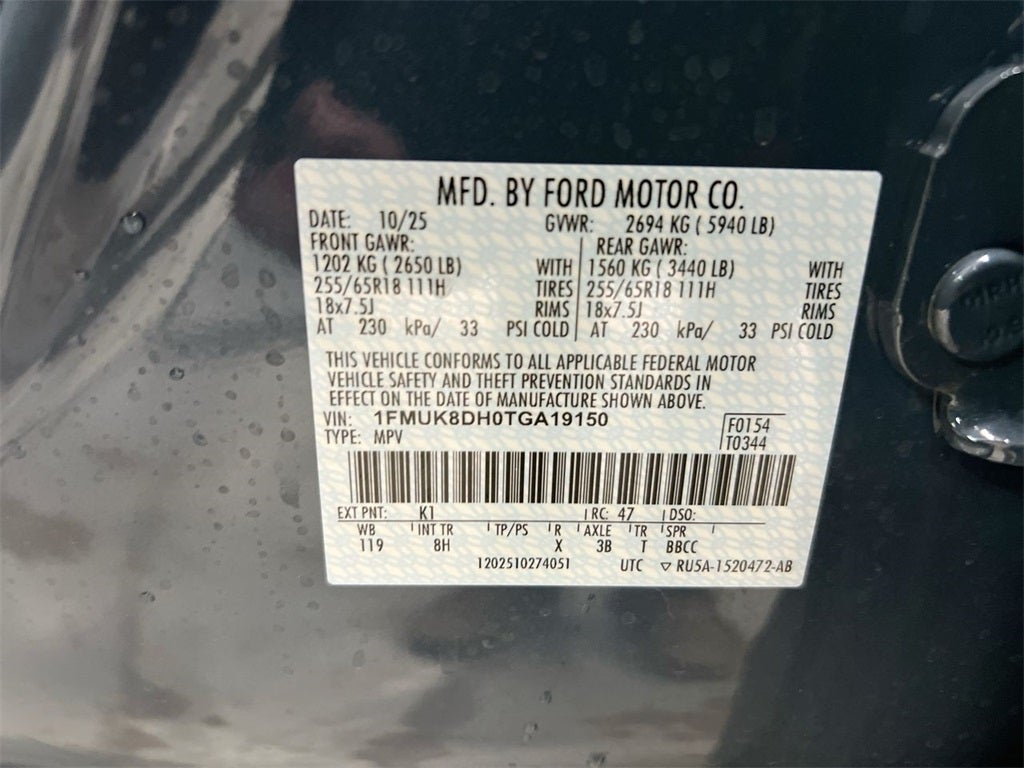 MFD. BY FORD MOTOR CO.
DATE: 10/25 GVWR: 2694 KG ( 5940 LB)
FRONT GAWR: REAR GAWR:
1202 KG ( 2650 LB) WITH 1560 KG ( 3440 LB) WITH
255/65R18 111H TIRES 255/65R18 111H TIRES
18x7.5J RIMS 18x7.5J RIMS
AT 230 kPa/ 33 PSI COLD AT 230 kPa/ 33 PSI COLD
THIS VEHICLE CONFORMS TO ALL APPLICABLE FEDERAL MOTOR
VEHICLE SAFETY AND THEFT PREVENTION STANDARDS IN
EFFECT ON THE DATE OF MANUFACTURE SHOWN ABOVE.
VIN: 1FMUK8DH0TGA19150 F0154
TYPE: MPV T0344
EXT PNT: K1 RC: 47 DSO:
WB INT TR TP/PS R AXLE TR SPR
119 8H X 3B T BBCC
1202510274051 UTC ▽ RU5A-1520472-AB